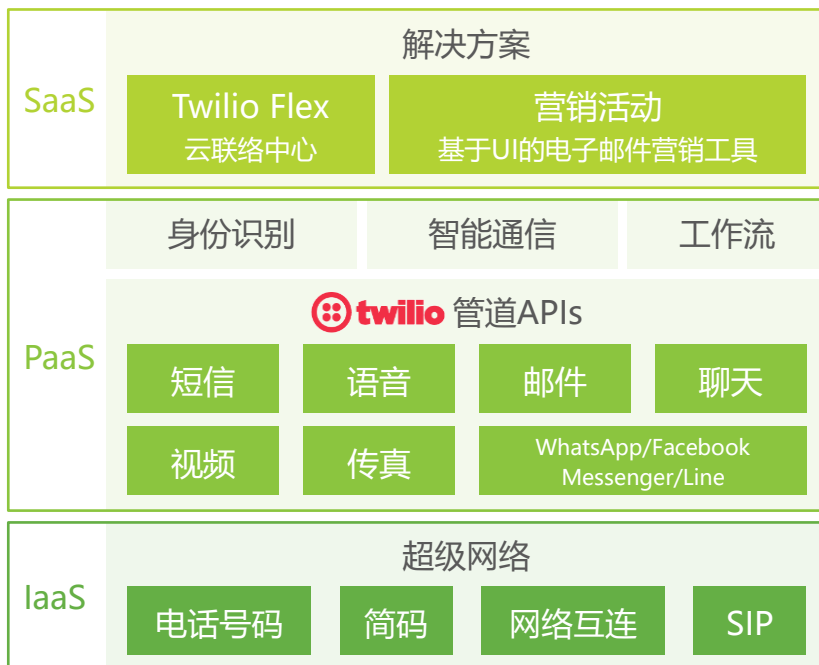 SaaS
解决方案
Twilio Flex
云联络中心
营销活动
基于UI的电子邮件营销工具
PaaS
身份识别
智能通信
工作流
twilio 管道APIs
短信
语音
邮件
聊天
视频
传真
WhatsApp/Facebook
Messenger/Line
IaaS
超级网络
电话号码
简码
网络互连
SIP